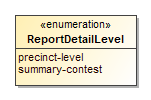 «enumeration»
ReportDetailLevel
precinct-level
summary-contest